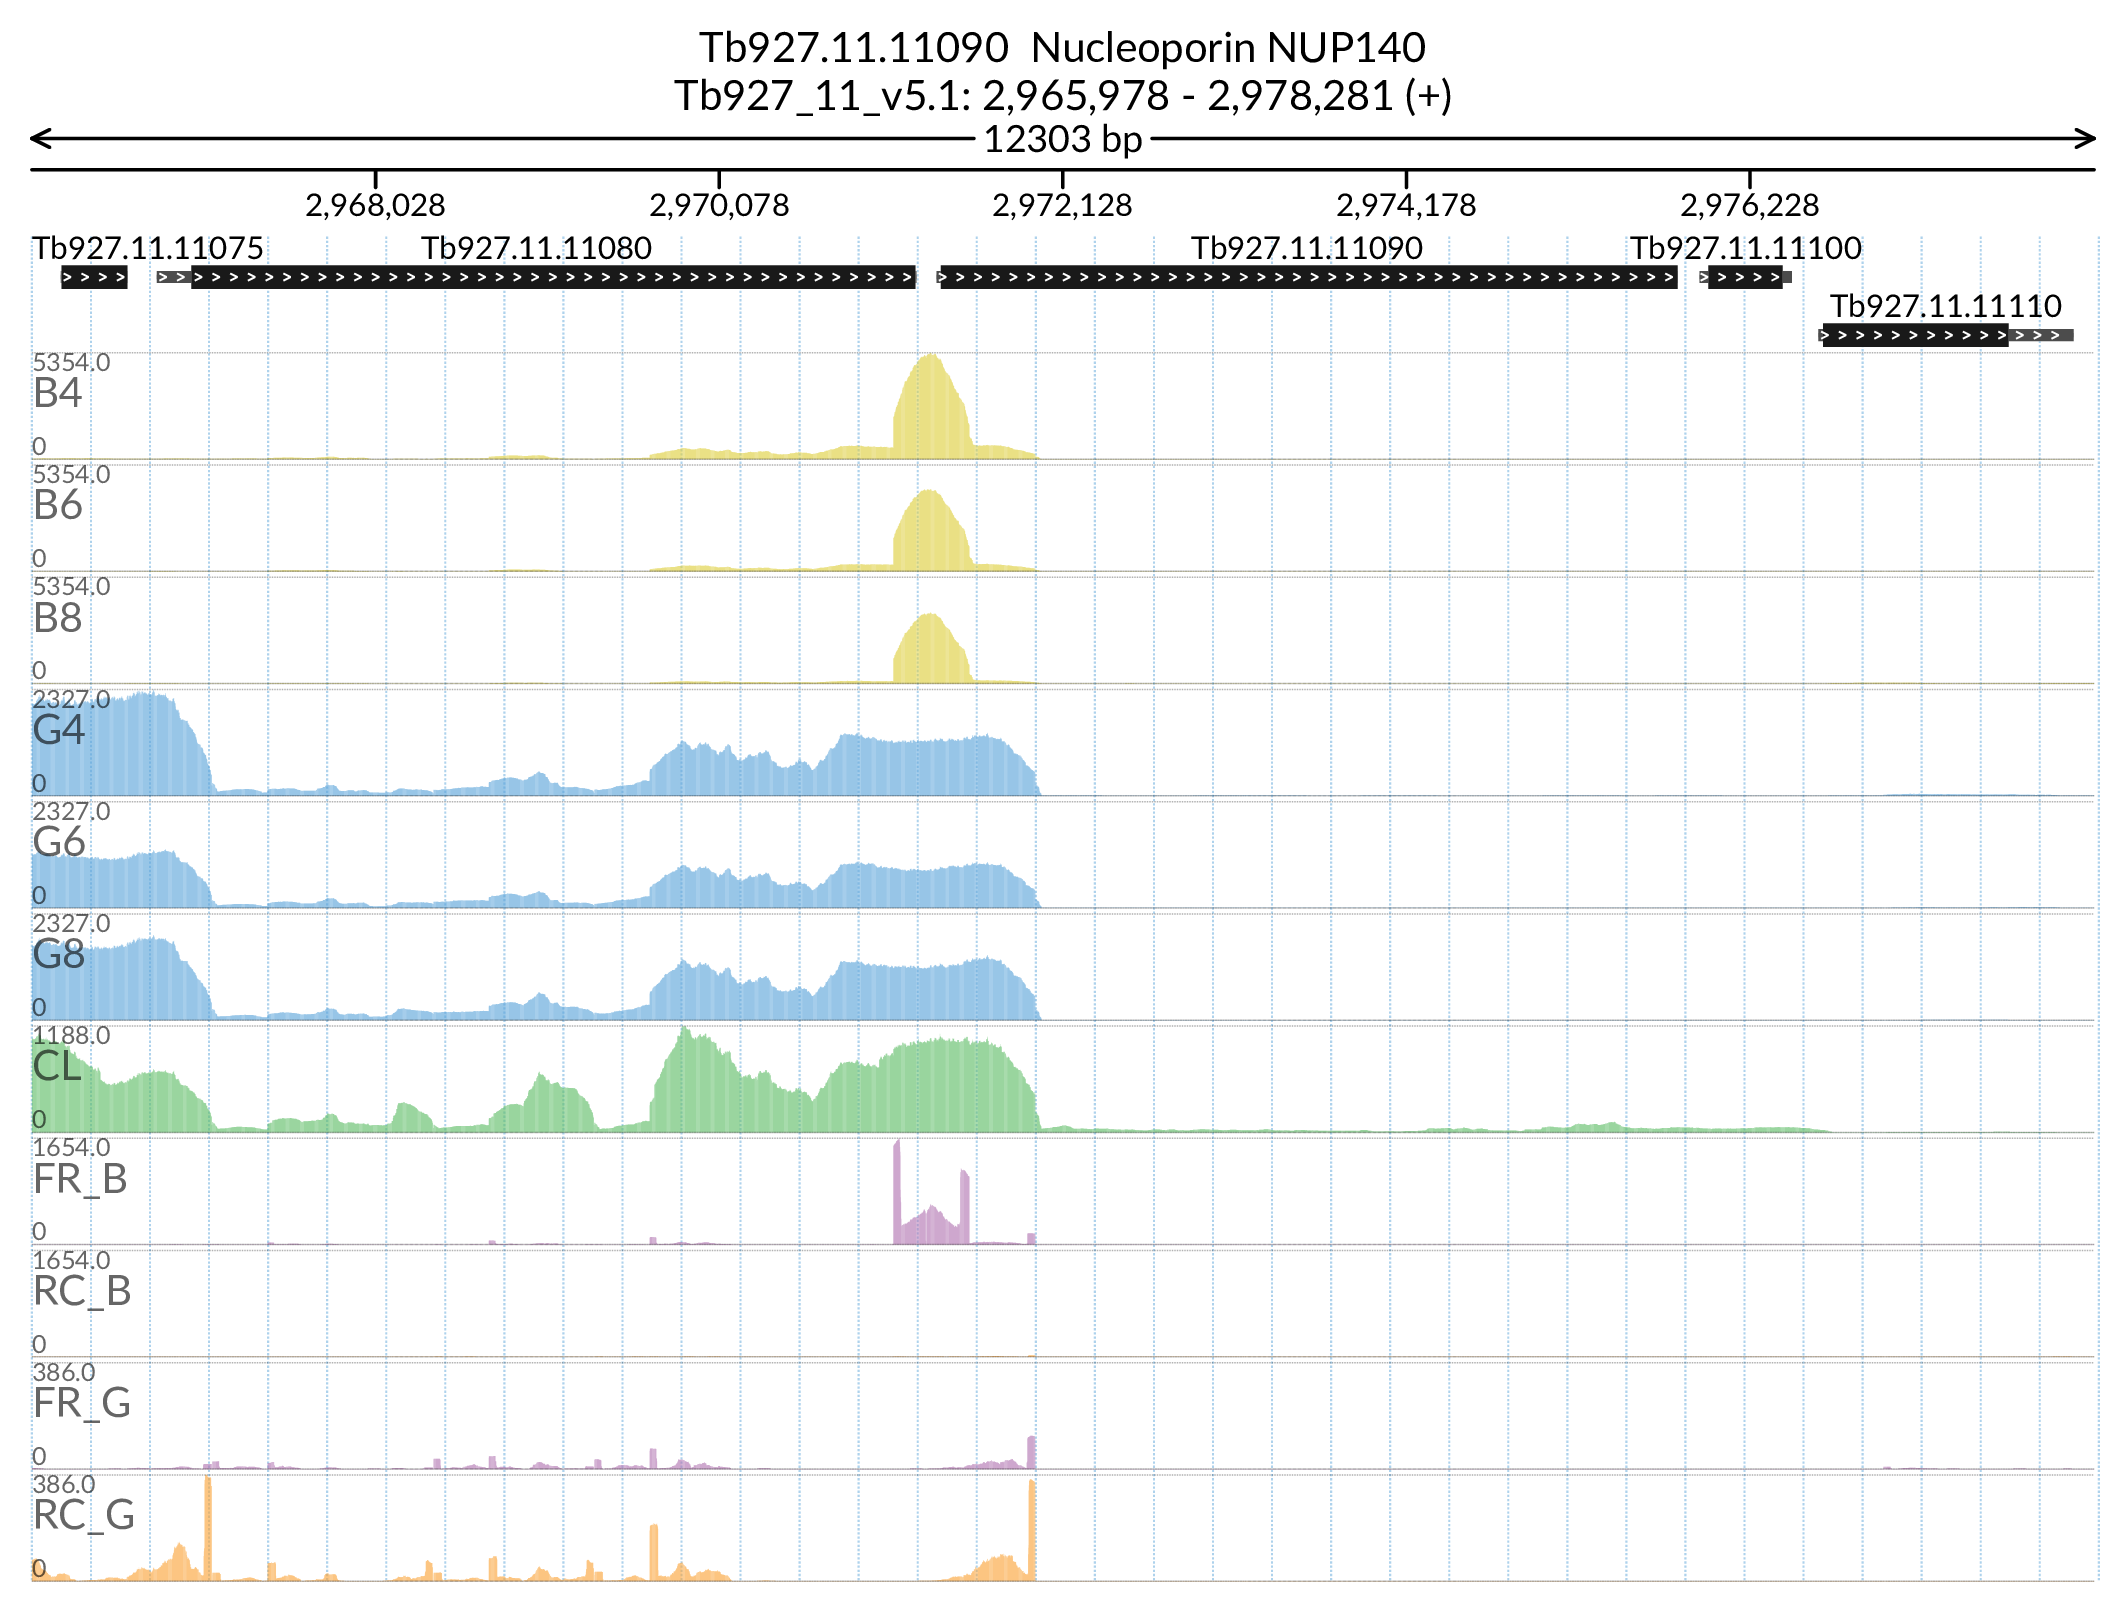 Tb927.11.11090 Nucleoporin NUP140
Tb927_11_v5.1: 2,965,978 - 2,978,281 (+)
12303 bp
2,968,028 2,970,078 2,972,128 2,974,178 2,976,228
Tb927.11.11075 Tb927.11.11080 Tb927.11.11090 Tb927.11.11100
Tb927.11.11110
5354.0
B4
0
5354.0
B6
0
5354.0
B8
0
2327.0
G4
0
2327.0
G6
0
2327.0
G8
0
1188.0
CL
0
1654.0
FR_B
0
1654.0
RC_B
0
386.0
FR_G
0
386.0
RC_G
0